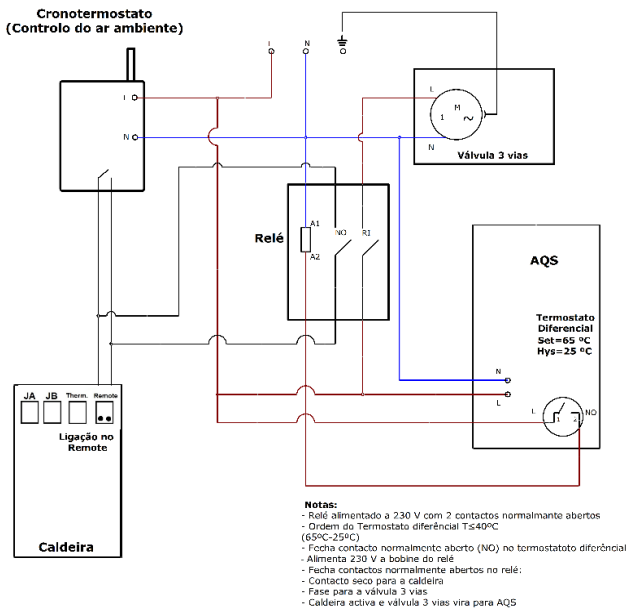 Cronotermostato
(Controlo do ar ambiente)
I
N
I
N
L
M
1
N
Válvula 3 vias
Relé
A1
A2
NO
RI
AQS
Termostato
Diferencial
Set=65 ºC
Hys=25 ºC
N
L
L
NO
1
2
JA
JB
Therm.
Remote
Ligação no
Remote
Caldeira
Notas:
- Relé alimentado a 230 V com 2 contactos normalmante abertos
- Ordem do Termostato diferêncial T≤40ºC
(65ºC-25ºC)
- Fecha contacto normalmente aberto (NO) no termostatoto diferêncial
- Alimenta 230 V a bobine do relé
- Fecha contactos normalmente abertos no relé:
- Contacto seco para a caldeira
- Fase para a válvula 3 vias
- Caldeira activa e válvula 3 vias vira para AQS